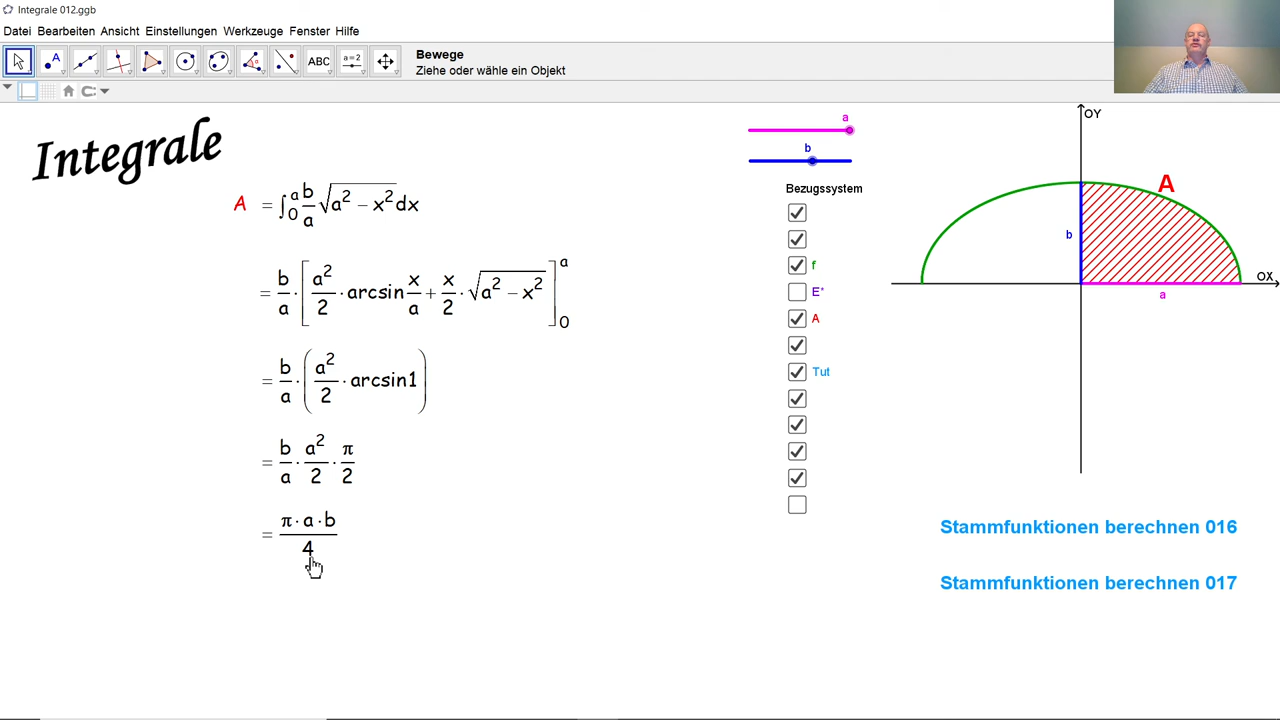 Integrale 012.ggb
Datei Bearbeiten Ansicht Einstellungen Werkzeuge Fenster Hilfe
A ABC a=2
Bewege
Ziehe oder wähle ein Objekt
Integrale
A = ∫₀ᵃ b/a √(a² − x²) dx
= b/a · [a²/2 · arcsin x/a + x/2 · √(a² − x²)]₀ᵃ
= b/a · (a²/2 · arcsin1)
= b/a · a²/2 · π/2
= π·a·b/4
a
b
Bezugssystem
f
E*
A
Tut
OY
A
b
OX
a
Stammfunktionen berechnen 016
Stammfunktionen berechnen 017